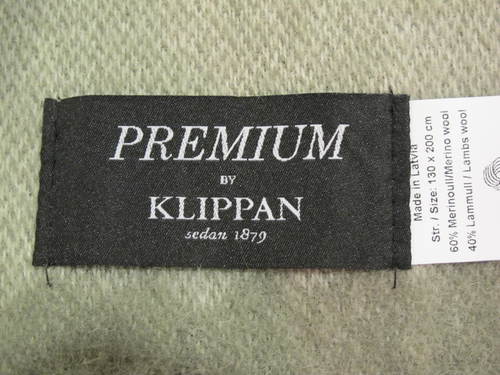 PREMIUM
BY
KLIPPAN
sedan 1879
Made in Latvia
Str. / Size: 130 x 200 cm
60% Merinoull/Merino wool
40% Lammull / Lambs wool